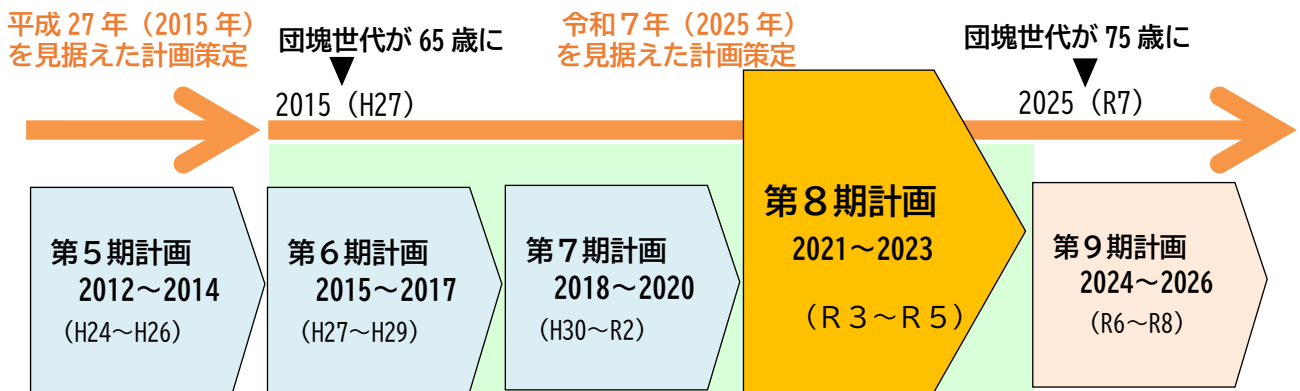 平成 27 年（2015 年）
を見据えた計画策定
団塊世代が 65 歳に
2015（H27）
令和７年（2025 年）
を見据えた計画策定
団塊世代が 75 歳に
2025（R7）
第５期計画
2012～2014
（H24～H26）
第６期計画
2015～2017
（H27～H29）
第７期計画
2018～2020
（H30～R2）
第８期計画
2021～2023
（Ｒ３～Ｒ５）
第９期計画
2024～2026
（R6～R8）